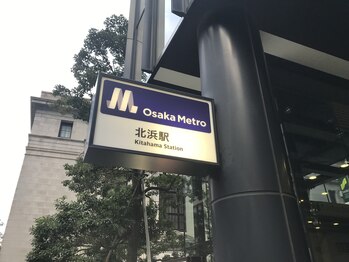 Osaka Metro
北浜駅
Kitahama Station